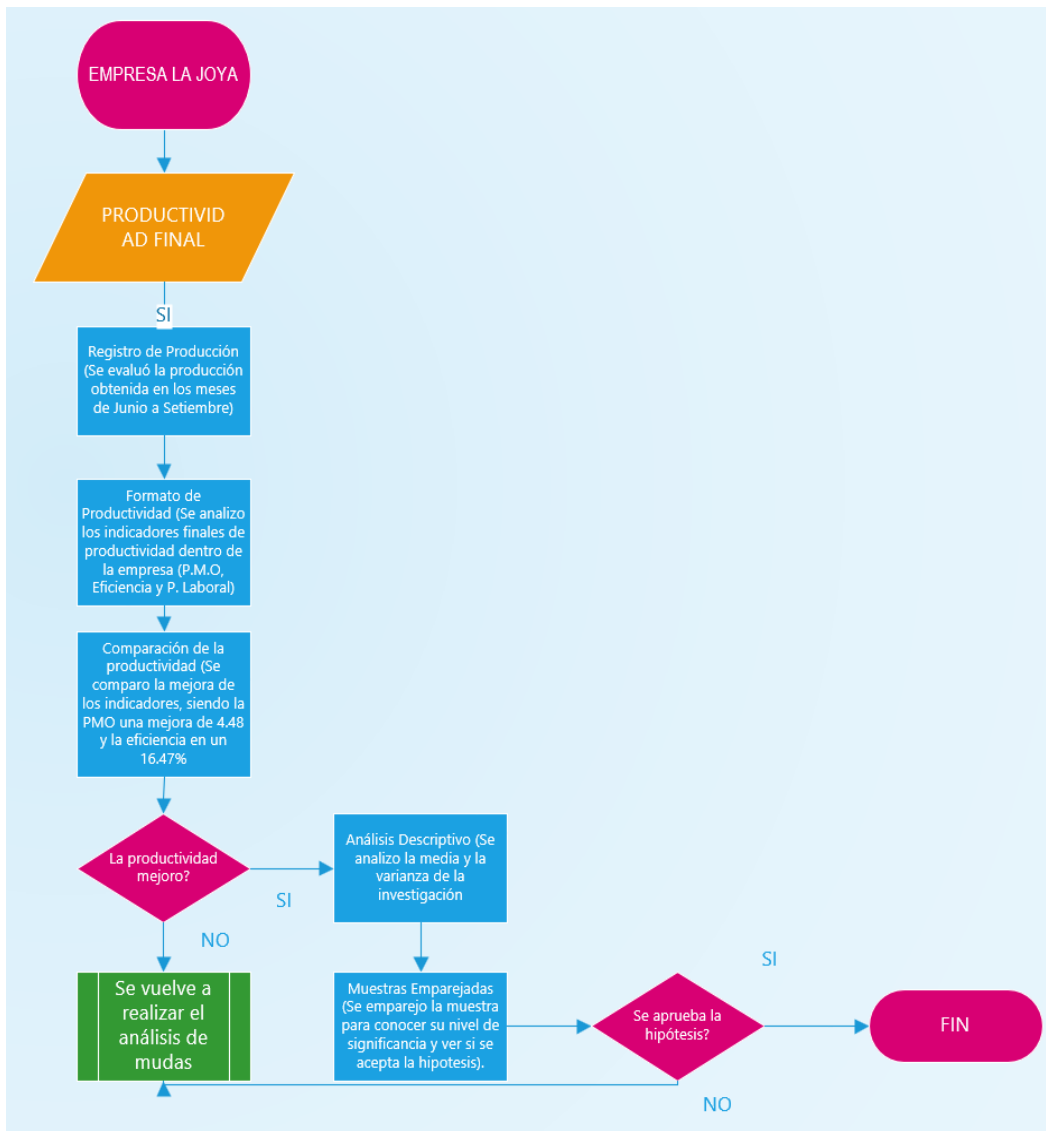 EMPRESA LA JOYA
PRODUCTIVID
AD FINAL
SI
Registro de Producción
(Se evaluó la producción
obtenida en los meses
de Junio a Setiembre)
Formato de
Productividad (Se analizo
los indicadores finales de
productividad dentro de
la empresa (P.M.O,
Eficiencia y P. Laboral)
Comparación de la
productividad (Se
comparo la mejora de
los indicadores, siendo la
PMO una mejora de 4.48
y la eficiencia en un
16.47%
La productividad
mejoro?
SI
NO
Análisis Descriptivo (Se
analizo la media y la
varianza de la
investigación
Se vuelve a
realizar el
análisis de
mudas
Muestras Emparejadas
(Se emparejo la muestra
para conocer su nivel de
significancia y ver si se
acepta la hipotesis).
Se aprueba la
hipótesis?
SI
NO
FIN